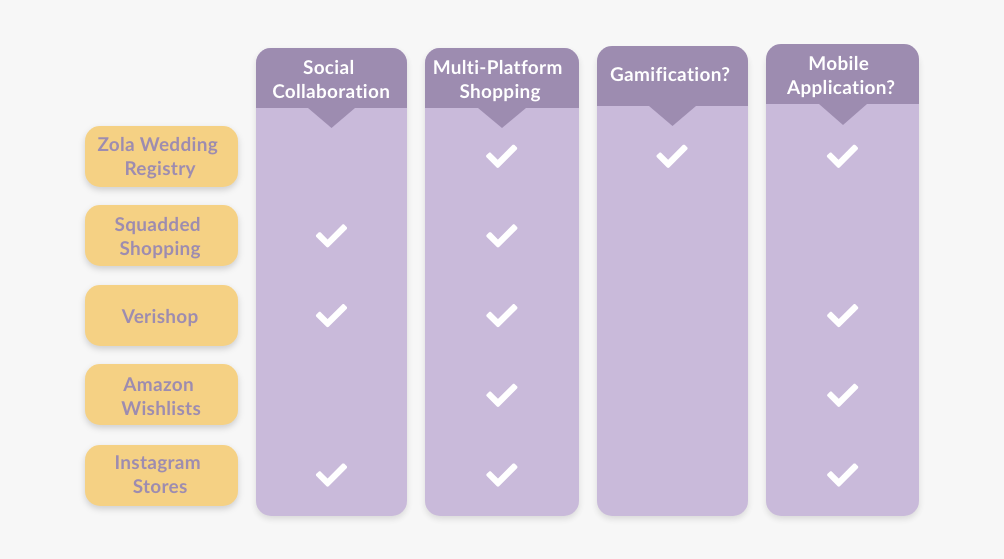 Social
Collaboration
Multi-Platform
Shopping
Gamification?
Mobile
Application?
Zola Wedding
Registry
Squadded
Shopping
Verishop
Amazon
Wishlists
Instagram
Stores